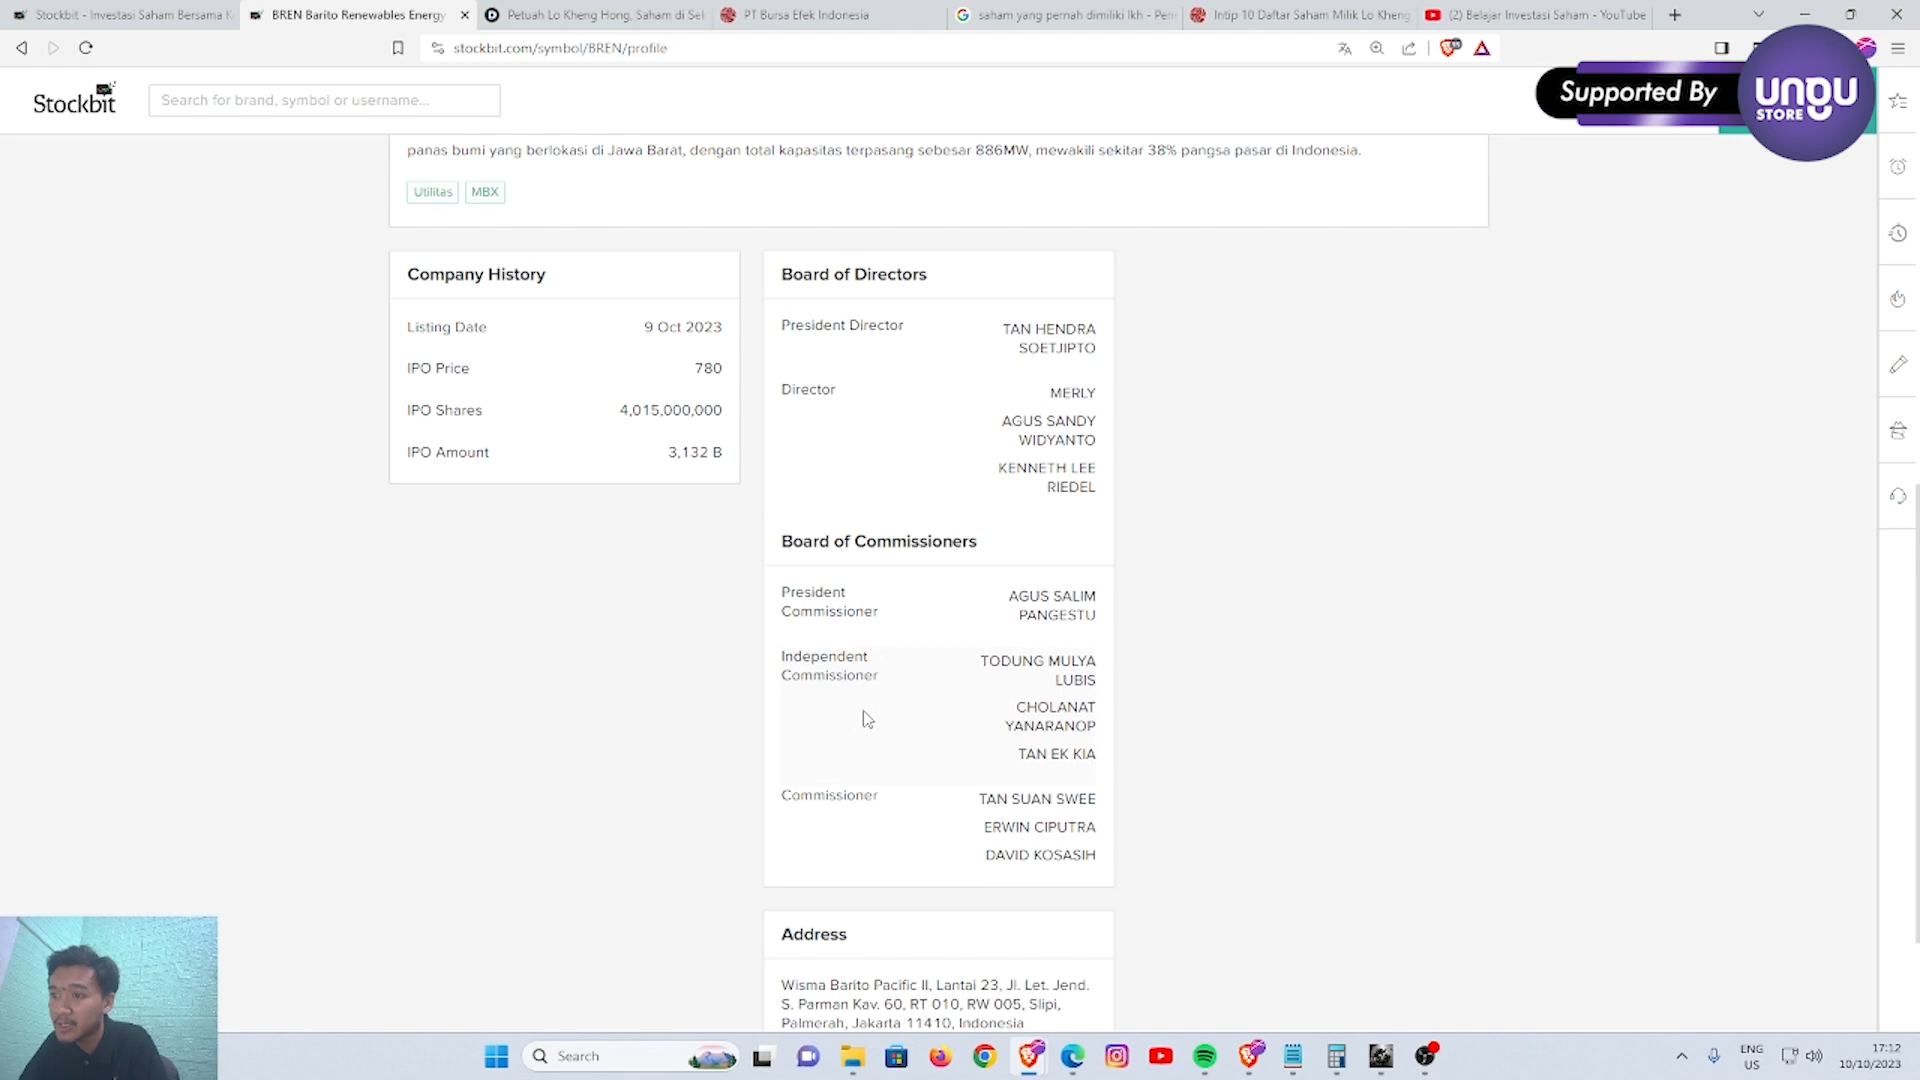 Stockbit - Investasi Saham Bersama K
BREN Barito Renewables Energy
Petuah Lo Kheng Hong, Saham di Sel
PT Bursa Efek Indonesia
saham yang pernah dimiliki lkh - Pen
Intip 10 Daftar Saham Milik Lo Kheng
(2) Belajar Investasi Saham - YouTube
stockbit.com/symbol/BREN/profile
Stockbit
Search for brand, symbol or username...
Supported By
UNGU
STORE
panas bumi yang berlokasi di Jawa Barat, dengan total kapasitas terpasang sebesar 886MW, mewakili sekitar 38% pangsa pasar di Indonesia.
Utilitas
MBX
Company History
Listing Date 9 Oct 2023
IPO Price 780
IPO Shares 4,015,000,000
IPO Amount 3,132 B
Board of Directors
President Director
TAN HENDRA
SOETJIPTO
Director
MERLY
AGUS SANDY
WIDYANTO
KENNETH LEE
RIEDEL
Board of Commissioners
President
Commissioner
AGUS SALIM
PANGESTU
Independent
Commissioner
TODUNG MULYA
LUBIS
CHOLANAT
YANARANOP
TAN EK KIA
Commissioner
TAN SUAN SWEE
ERWIN CIPUTRA
DAVID KOSASIH
Address
Wisma Barito Pacific II, Lantai 23, Jl. Let. Jend.
S. Parman Kav. 60, RT 010, RW 005, Slipi,
Palmerah, Jakarta 11410, Indonesia
Search
ENG
US
17:12
10/10/2023